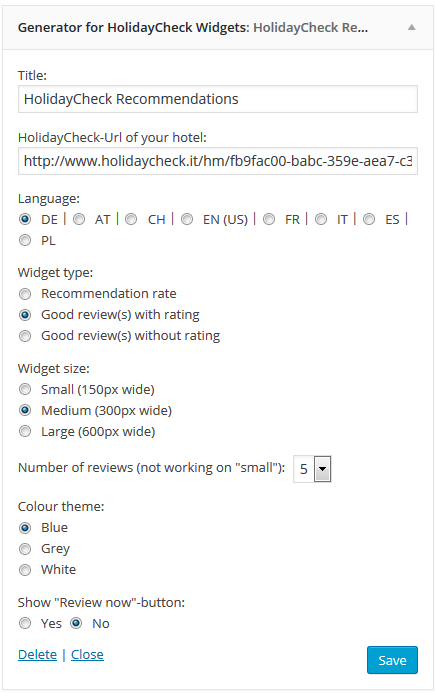 Generator for HolidayCheck Widgets: HolidayCheck Re...
Title:
HolidayCheck Recommendations
HolidayCheck-Url of your hotel:
http://www.holidaycheck.it/hm/fb9fac00-babc-359e-aea7-c3
Language:
DE | AT | CH | EN (US) | FR | IT | ES |
PL
Widget type:
Recommendation rate
Good review(s) with rating
Good review(s) without rating
Widget size:
Small (150px wide)
Medium (300px wide)
Large (600px wide)
Number of reviews (not working on "small"): 5
Colour theme:
Blue
Grey
White
Show "Review now"-button:
Yes No
Delete | Close Save